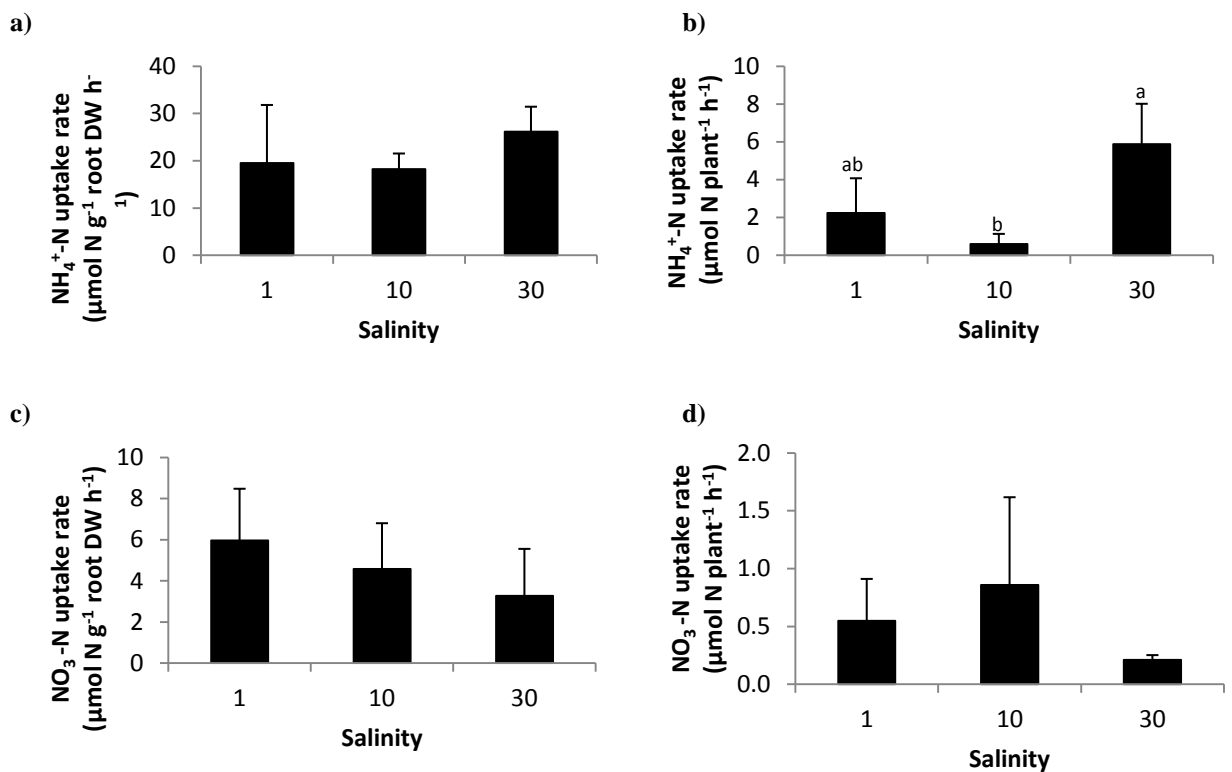 a)
NH₄⁺-N uptake rate
(µmol N g⁻¹ root DW h⁻
¹)
40
30
20
10
0
1 10 30
Salinity
b)
NH₄⁺-N uptake rate
(µmol N plant⁻¹ h⁻¹)
10
8
6
4
2
0
ab
b
a
1 10 30
Salinity
c)
NO₃ -N uptake rate
(µmol N g⁻¹ root DW h⁻¹)
10
8
6
4
2
0
1 10 30
Salinity
d)
NO₃ -N uptake rate
(µmol N plant⁻¹ h⁻¹)
2.0
1.5
1.0
0.5
0.0
1 10 30
Salinity